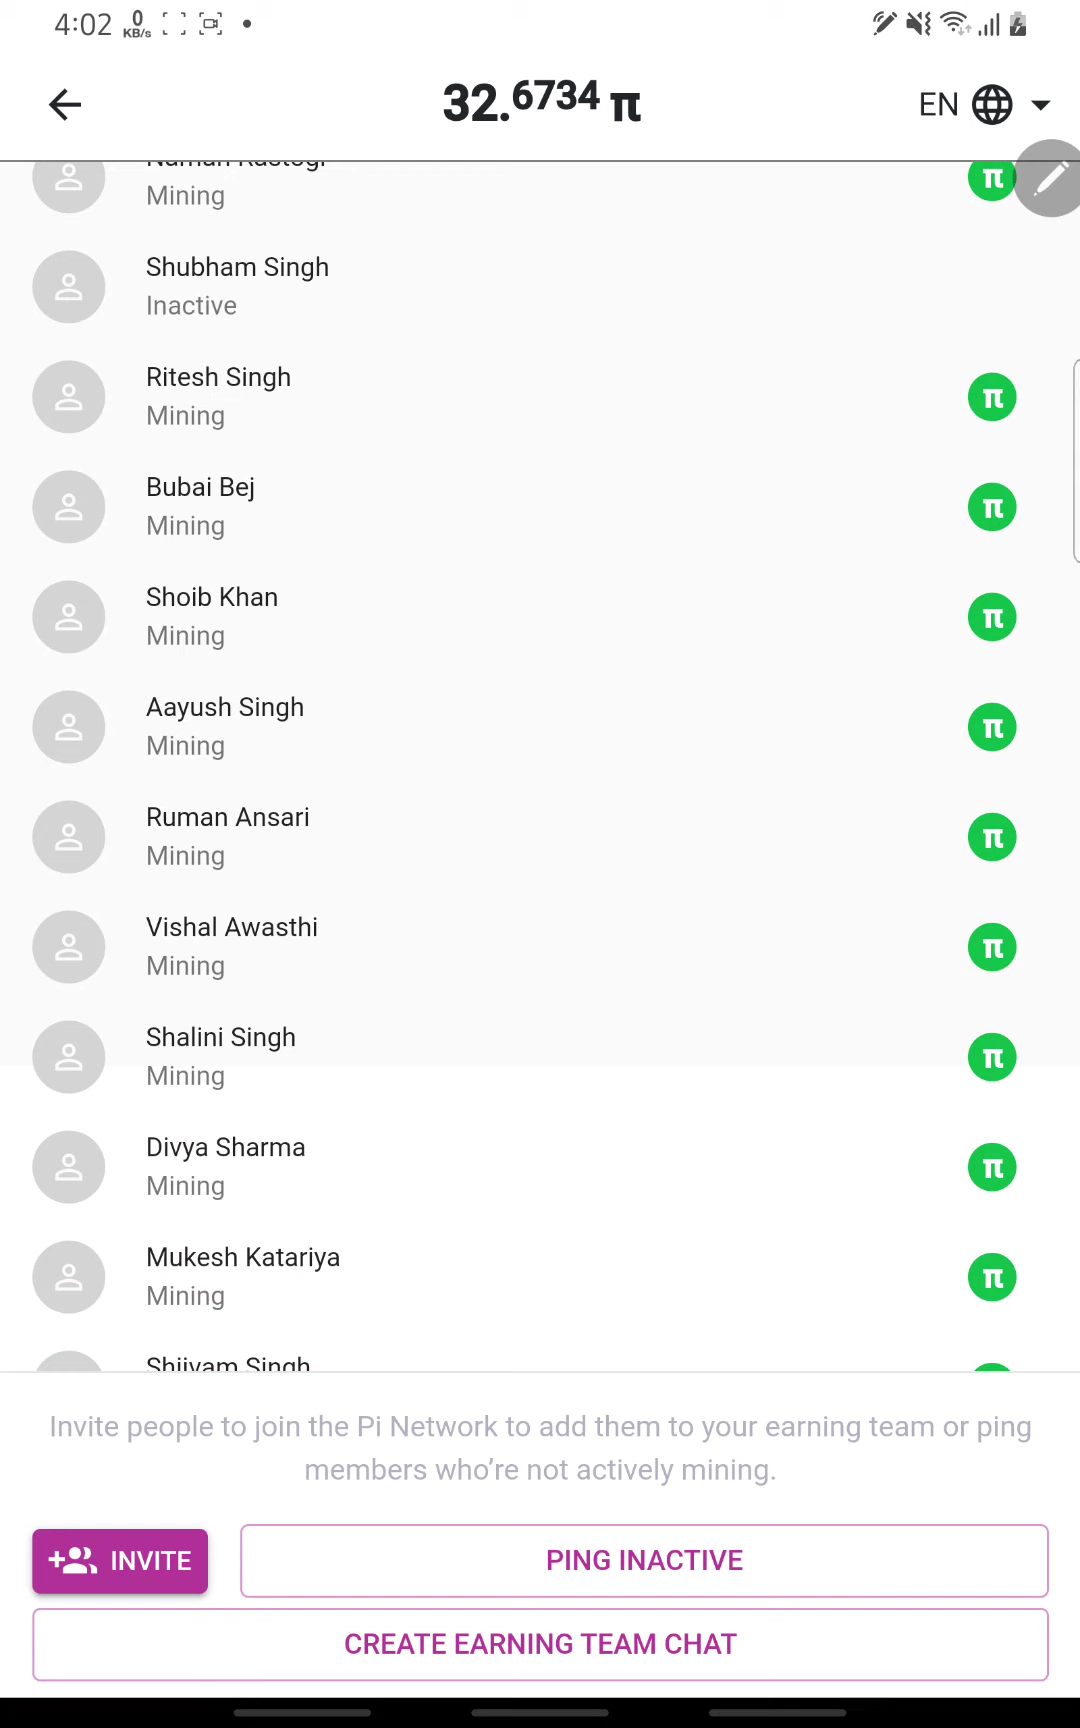 4:02 0 KB/s
32.6734 π
EN
Mining
π
Shubham Singh
Inactive
Ritesh Singh
Mining
π
Bubai Bej
Mining
π
Shoib Khan
Mining
π
Aayush Singh
Mining
π
Ruman Ansari
Mining
π
Vishal Awasthi
Mining
π
Shalini Singh
Mining
π
Divya Sharma
Mining
π
Mukesh Katariya
Mining
π
Shiivam Singh
Invite people to join the Pi Network to add them to your earning team or ping
members who’re not actively mining.
INVITE
PING INACTIVE
CREATE EARNING TEAM CHAT